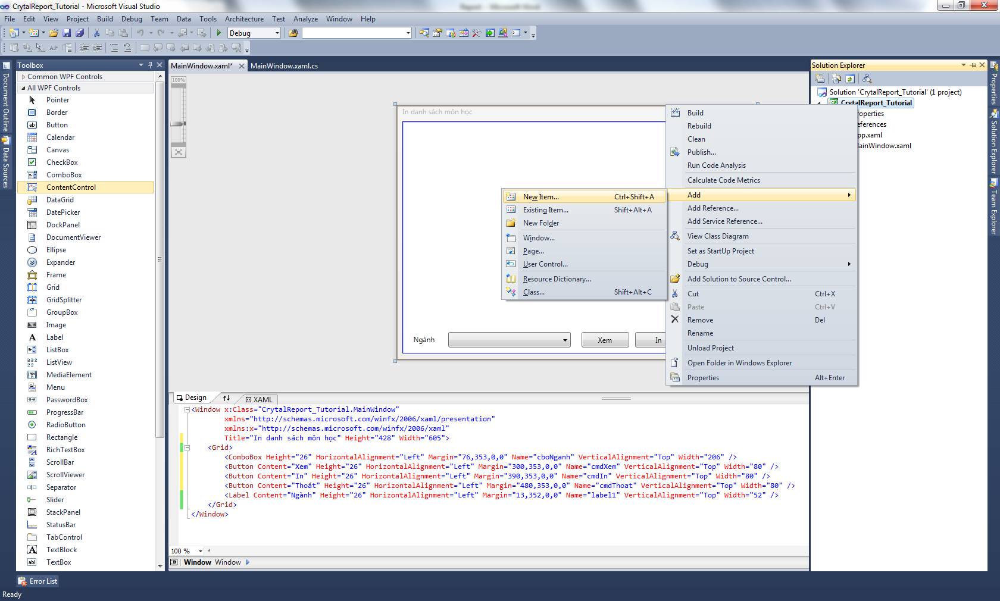 CrytalReport_Tutorial - Microsoft Visual Studio
File Edit View Project Build Debug Team Data Tools Architecture Test Analyze Window Help
Debug
Document Outline
Data Sources
Toolbox
Common WPF Controls
All WPF Controls
Pointer
Border
Button
Calendar
Canvas
CheckBox
ComboBox
ContentControl
DataGrid
DatePicker
DockPanel
DocumentViewer
Ellipse
Expander
Frame
Grid
GridSplitter
GroupBox
Image
Label
ListBox
ListView
MediaElement
Menu
PasswordBox
ProgressBar
RadioButton
Rectangle
RichTextBox
ScrollBar
ScrollViewer
Separator
Slider
StackPanel
StatusBar
TabControl
TextBlock
TextBox
MainWindow.xaml* MainWindow.xaml.cs
100%
In danh sách môn học
Ngành Xem In
New Item... Ctrl+Shift+A
Existing Item... Shift+Alt+A
New Folder
Window...
Page...
User Control...
Resource Dictionary...
Class... Shift+Alt+C
Build
Rebuild
Clean
Publish...
Run Code Analysis
Calculate Code Metrics
Add
Add Reference...
Add Service Reference...
View Class Diagram
Set as StartUp Project
Debug
Add Solution to Source Control...
Cut Ctrl+X
Paste Ctrl+V
Remove Del
Rename
Unload Project
Open Folder in Windows Explorer
Properties Alt+Enter
Solution Explorer
Solution 'CrytalReport_Tutorial' (1 project)
CrytalReport_Tutorial
operties
eferences
pp.xaml
ainWindow.xaml
Properties
Solution Explorer
Team Explorer
Design XAML
<Window x:Class="CrytalReport_Tutorial.MainWindow"
xmlns="http://schemas.microsoft.com/winfx/2006/xaml/presentation"
xmlns:x="http://schemas.microsoft.com/winfx/2006/xaml"
Title="In danh sách môn học" Height="428" Width="605">
<Grid>
<ComboBox Height="26" HorizontalAlignment="Left" Margin="76,353,0,0" Name="cboNganh" VerticalAlignment="Top" Width="206" />
<Button Content="Xem" Height="26" HorizontalAlignment="Left" Margin="300,353,0,0" Name="cmdXem" VerticalAlignment="Top" Width="80" />
<Button Content="In" Height="26" HorizontalAlignment="Left" Margin="390,353,0,0" Name="cmdIn" VerticalAlignment="Top" Width="80" />
<Button Content="Thoát" Height="26" HorizontalAlignment="Left" Margin="480,353,0,0" Name="cmdThoat" VerticalAlignment="Top" Width="80" />
<Label Content="Ngành" Height="26" HorizontalAlignment="Left" Margin="13,352,0,0" Name="label1" VerticalAlignment="Top" Width="52" />
</Grid>
</Window>
100 %
Window Window
Error List
Ready